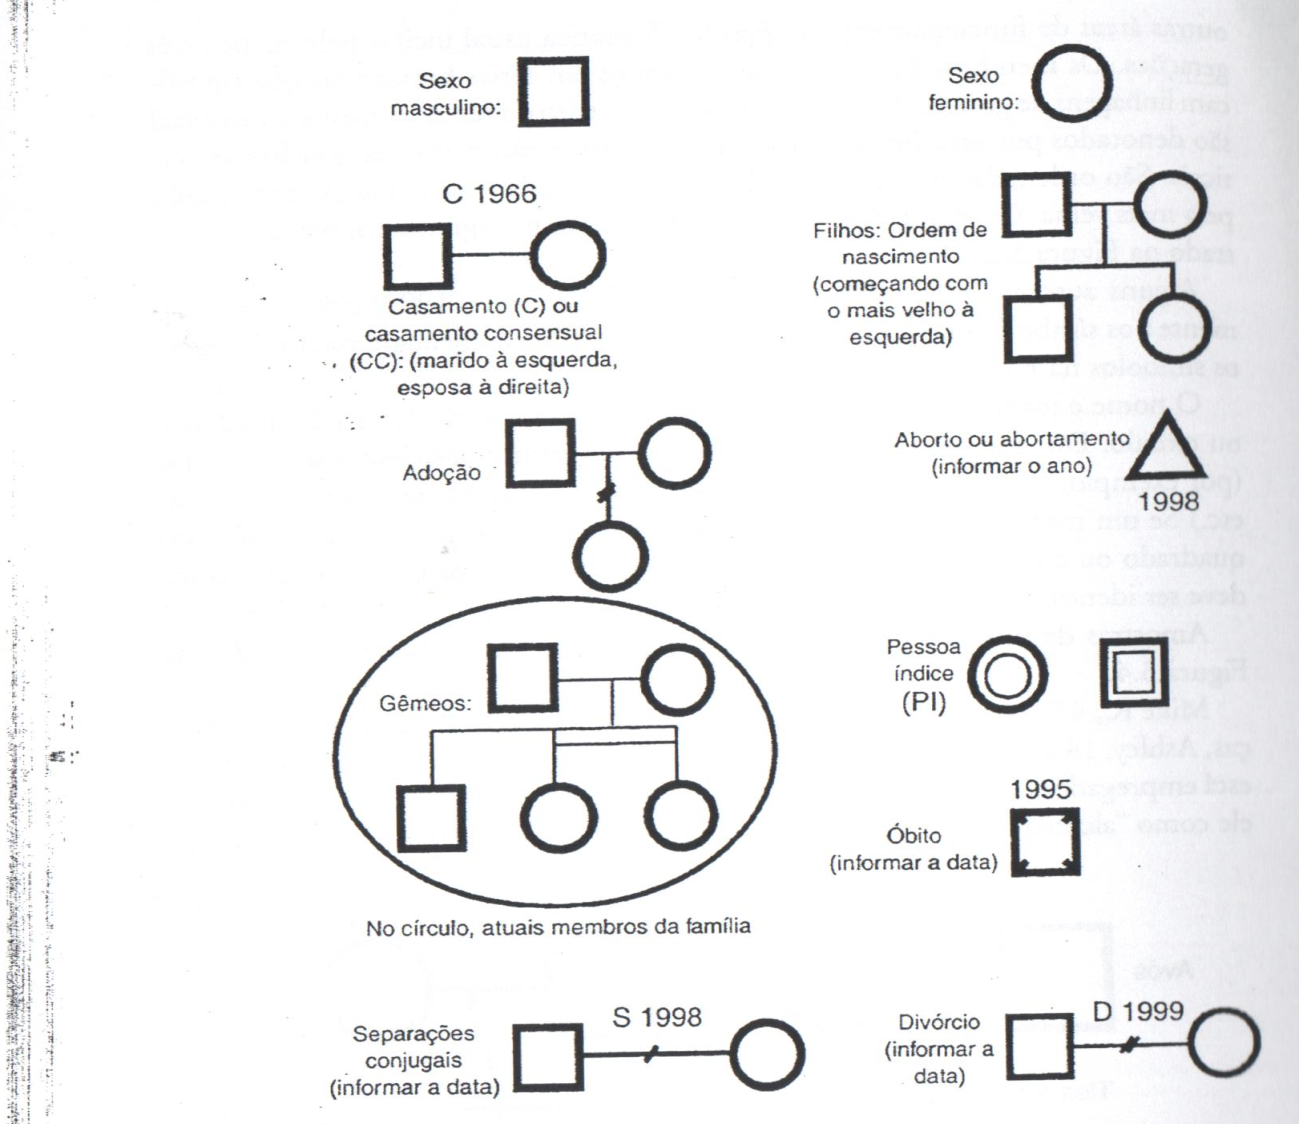 Sexo
masculino:
Sexo
feminino:
C 1966
Casamento (C) ou
casamento consensual
(CC): (marido à esquerda,
esposa à direita)
Filhos: Ordem de
nascimento
(começando com
o mais velho à
esquerda)
Adoção
Aborto ou abortamento
(informar o ano)
1998
Gêmeos:
Pessoa
índice
(PI)
1995
Óbito
(informar a data)
No círculo, atuais membros da família
Separações
conjugais
(informar a data)
S 1998
Divórcio
(informar a
data)
D 1999